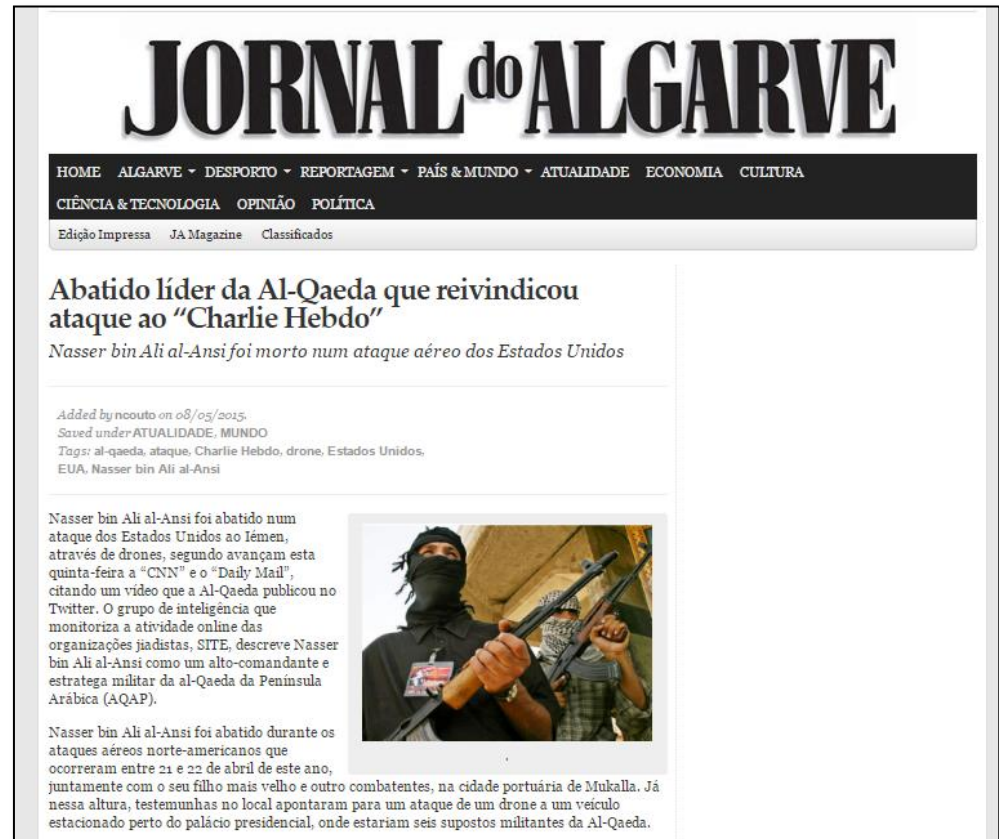 JORNAL do ALGARVE
HOME ALGARVE DESPORTO REPORTAGEM PAÍS & MUNDO ATUALIDADE ECONOMIA CULTURA
CIÊNCIA & TECNOLOGIA OPINIÃO POLÍTICA
Edição Impressa JA Magazine Classificados
Abatido líder da Al-Qaeda que reivindicou
ataque ao “Charlie Hebdo”
Nasser bin Ali al-Ansi foi morto num ataque aéreo dos Estados Unidos
Added by ncouto on 08/05/2015.
Saved under ATUALIDADE, MUNDO
Tags: al-qaeda, ataque, Charlie Hebdo, drone, Estados Unidos,
EUA, Nasser bin Ali al-Ansi
Nasser bin Ali al-Ansi foi abatido num
ataque dos Estados Unidos ao Iémen,
através de drones, segundo avançam esta
quinta-feira a “CNN” e o “Daily Mail”,
citando um vídeo que a Al-Qaeda publicou no
Twitter. O grupo de inteligência que
monitoriza a atividade online das
organizações jiadistas, SITE, descreve Nasser
bin Ali al-Ansi como um alto-comandante e
estratega militar da al-Qaeda da Península
Arábica (AQAP).
Nasser bin Ali al-Ansi foi abatido durante os
ataques aéreos norte-americanos que
ocorreram entre 21 e 22 de abril de este ano,
juntamente com o seu filho mais velho e outro combatentes, na cidade portuária de Mukalla. Já
nessa altura, testemunhas no local apontaram para um ataque de um drone a um veículo
estacionado perto do palácio presidencial, onde estariam seis supostos militantes da Al-Qaeda.